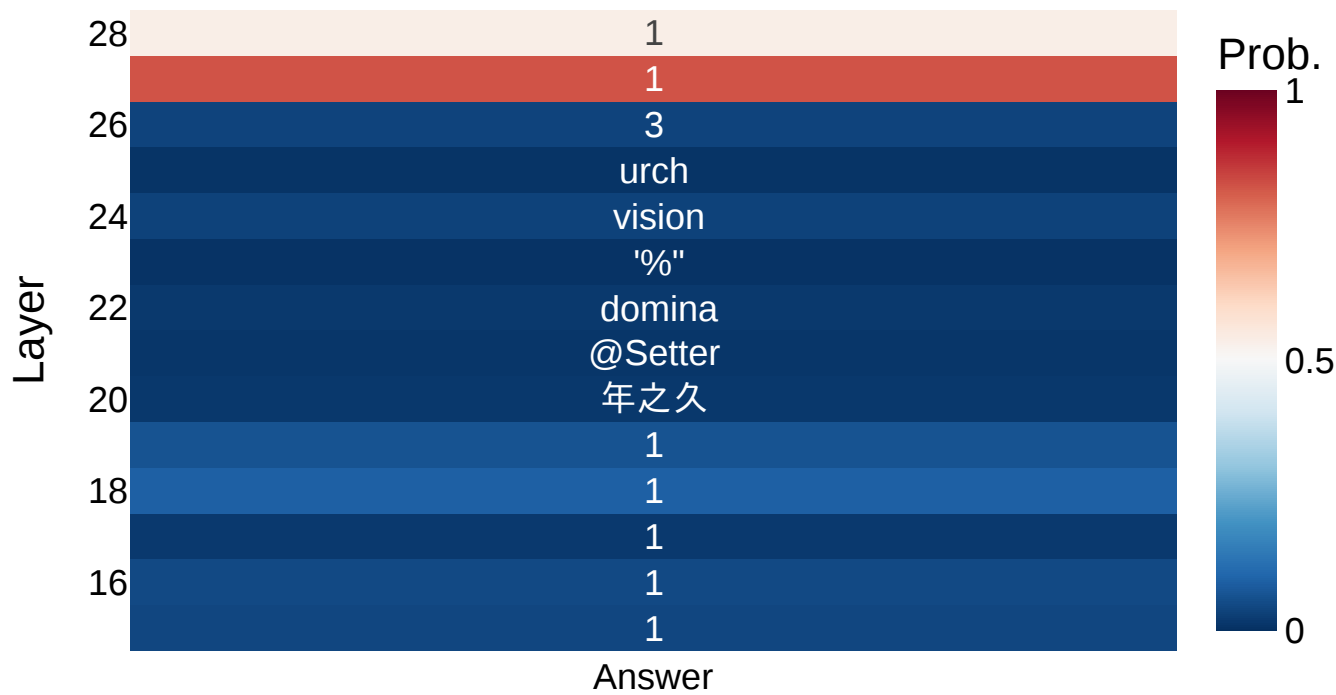 Prob.
28 1
1
1
26 3
urch
24 vision
'%"
22 domina
@Setter
20 年之久
1
18 1
1
16 1
1
Layer
Answer
0.5
0